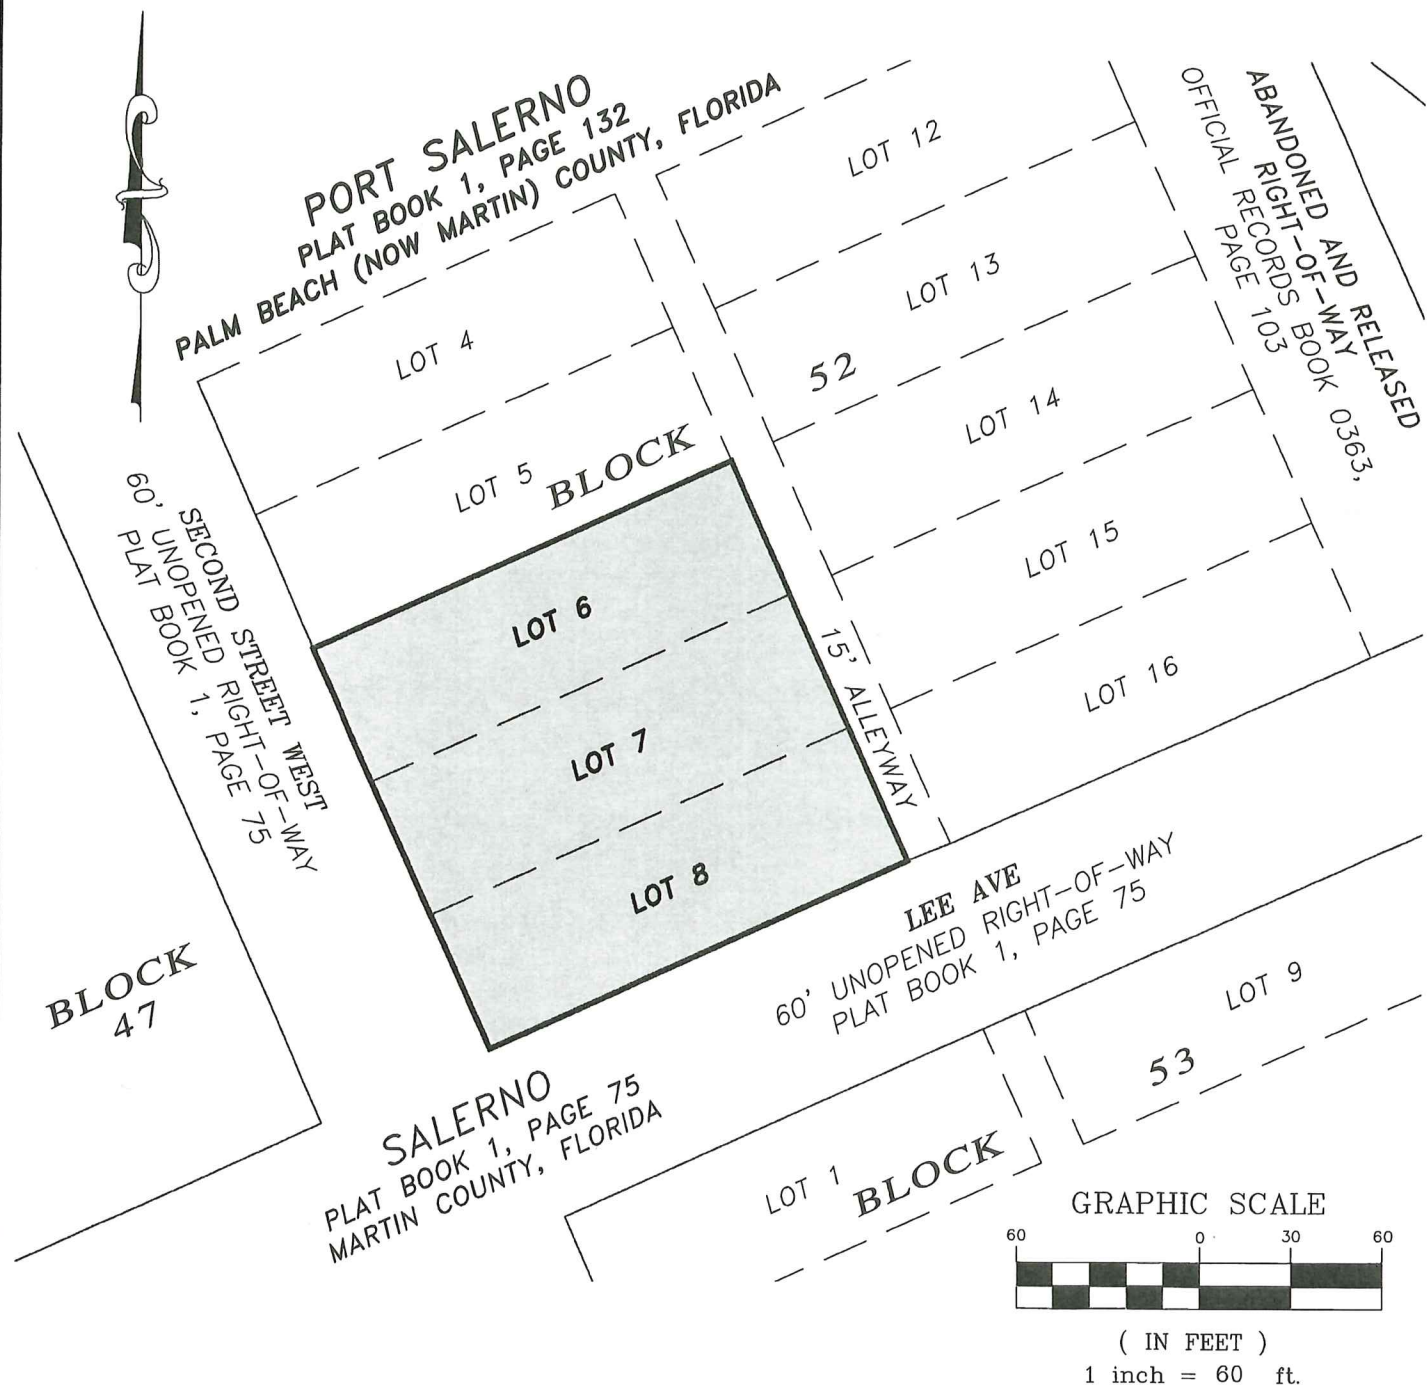 PORT SALERNO
PLAT BOOK 1, PAGE 132
PALM BEACH (NOW MARTIN) COUNTY, FLORIDA
LOT 12
ABANDONED AND RELEASED
RIGHT-OF-WAY
OFFICIAL RECORDS BOOK 0363,
PAGE 103
LOT 4
LOT 13
52
LOT 5
BLOCK
LOT 14
SECOND STREET WEST
60' UNOPENED RIGHT-OF-WAY
PLAT BOOK 1, PAGE 75
LOT 6
LOT 15
15' ALLEYWAY
LOT 7
LOT 16
LOT 8
LEE AVE
60' UNOPENED RIGHT-OF-WAY
PLAT BOOK 1, PAGE 75
BLOCK
47
LOT 9
53
SALERNO
PLAT BOOK 1, PAGE 75
MARTIN COUNTY, FLORIDA
LOT 1
BLOCK
GRAPHIC SCALE
60 0 30 60
( IN FEET )
1 inch = 60 ft.